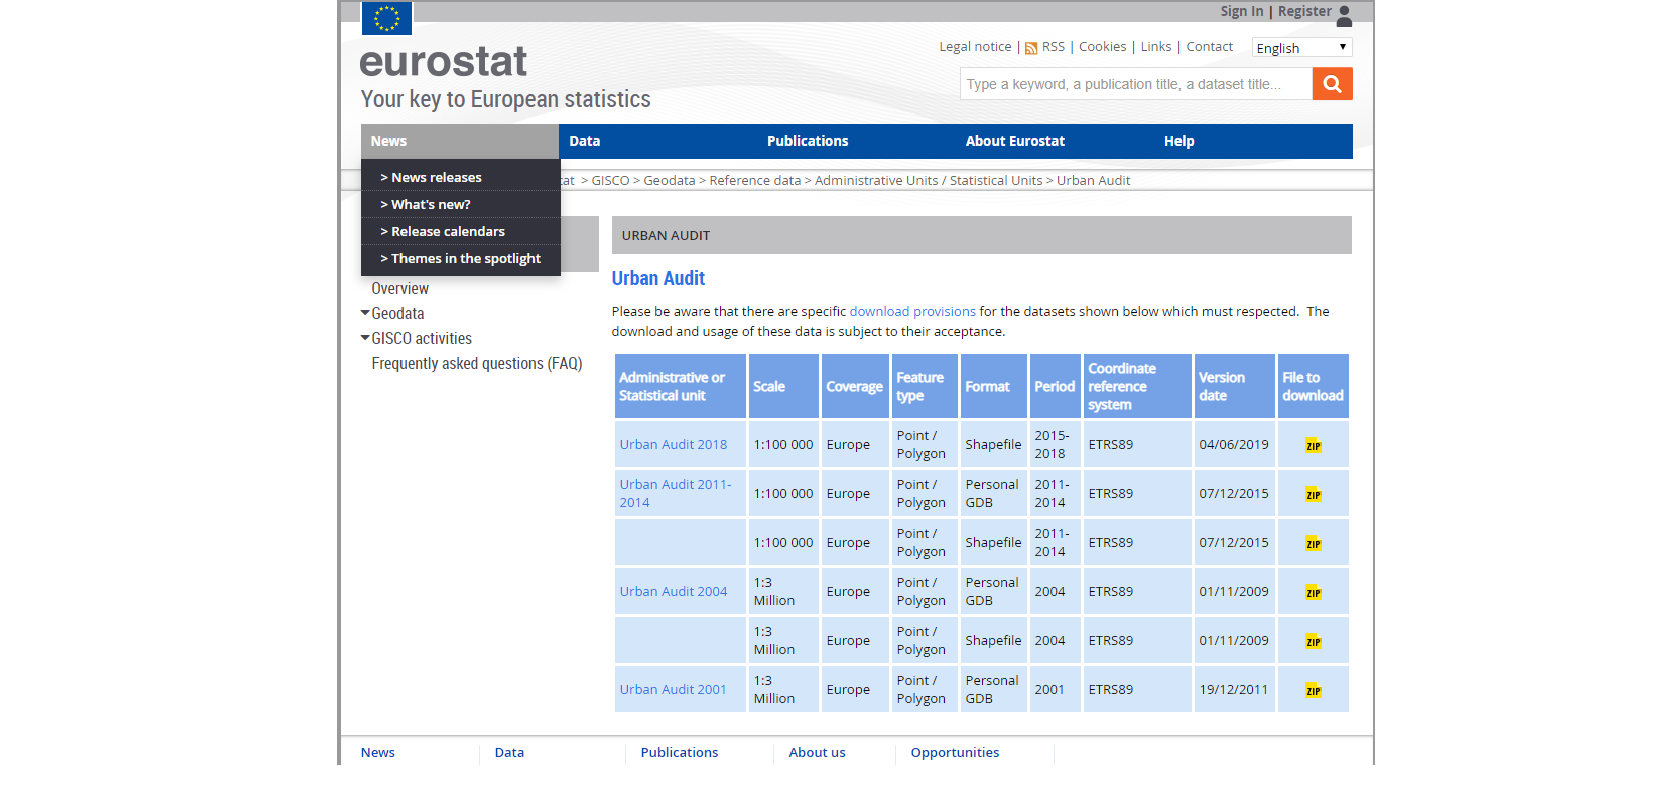 Sign In | Register
Legal notice | RSS | Cookies | Links | Contact
English
eurostat
Your key to European statistics
Type a keyword, a publication title, a dataset title...
News
Data
Publications
About Eurostat
Help
> News releases
> What's new?
> Release calendars
> Themes in the spotlight
> GISCO > Geodata > Reference data > Administrative Units / Statistical Units > Urban Audit
Overview
Geodata
GISCO activities
Frequently asked questions (FAQ)
URBAN AUDIT
Urban Audit
Please be aware that there are specific download provisions for the datasets shown below which must respected. The
download and usage of these data is subject to their acceptance.
Administrative or Statistical unit Scale Coverage Feature type Format Period Coordinate reference system Version date File to download
Urban Audit 2018 1:100 000 Europe Point / Polygon Shapefile 2015-2018 ETRS89 04/06/2019 ZIP
Urban Audit 2011-2014 1:100 000 Europe Point / Polygon Personal GDB 2011-2014 ETRS89 07/12/2015 ZIP
1:100 000 Europe Point / Polygon Shapefile 2011-2014 ETRS89 07/12/2015 ZIP
Urban Audit 2004 1:3 Million Europe Point / Polygon Personal GDB 2004 ETRS89 01/11/2009 ZIP
1:3 Million Europe Point / Polygon Shapefile 2004 ETRS89 01/11/2009 ZIP
Urban Audit 2001 1:3 Million Europe Point / Polygon Personal GDB 2001 ETRS89 19/12/2011 ZIP
News
Data
Publications
About us
Opportunities